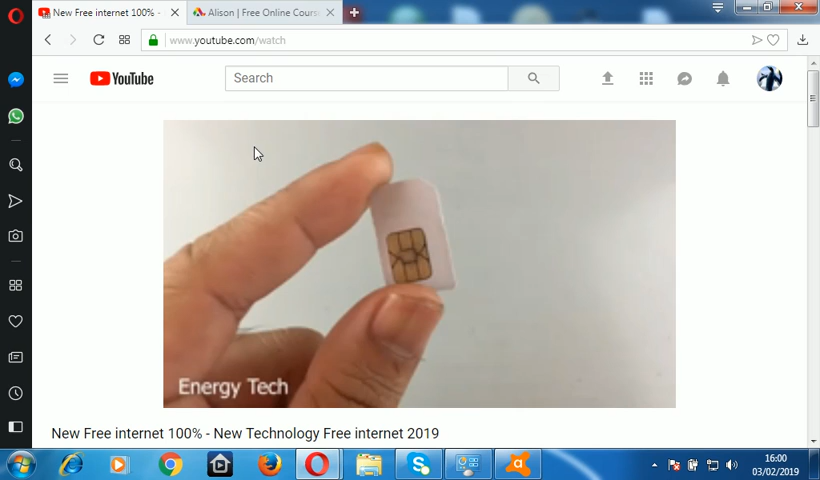 New Free internet 100% -
Alison | Free Online Cours
www.youtube.com/watch
YouTube
Search
Energy Tech
New Free internet 100% - New Technology Free internet 2019
16:00
03/02/2019